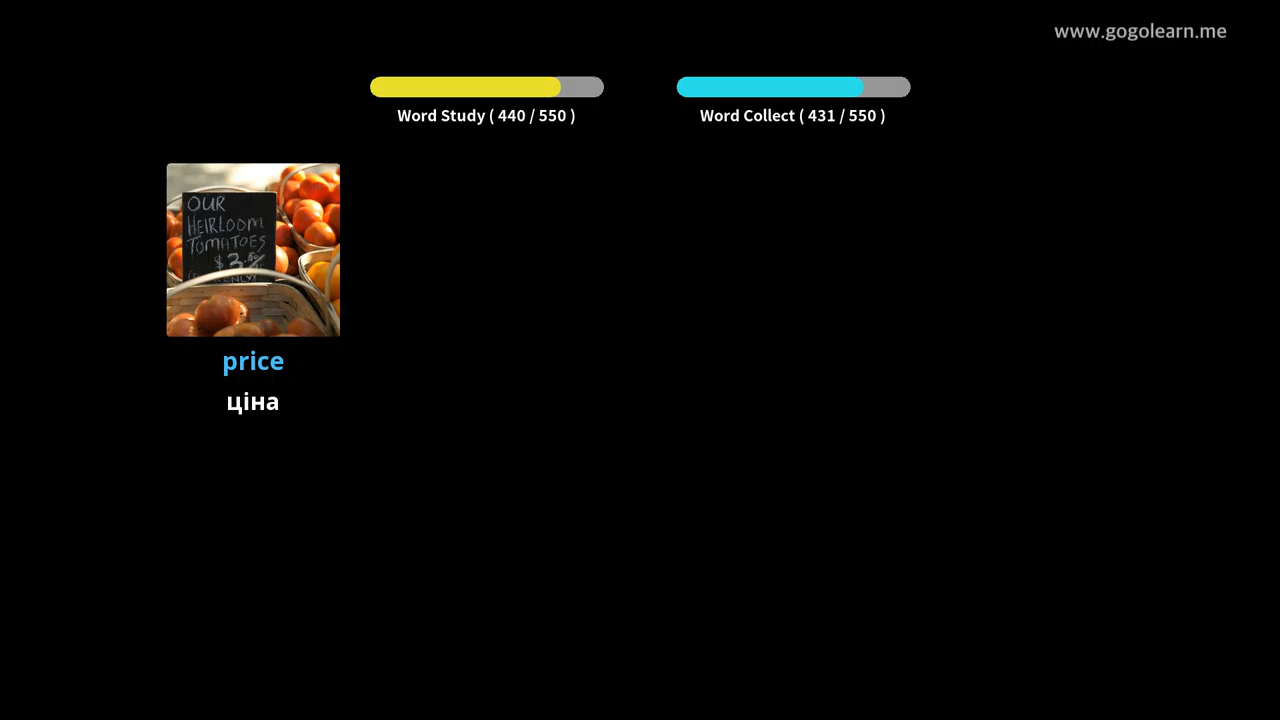 www.gogolearn.me
Word Study ( 440 / 550 )
Word Collect ( 431 / 550 )
OUR
HEIRLOOM
TOMATOES
price
ціна